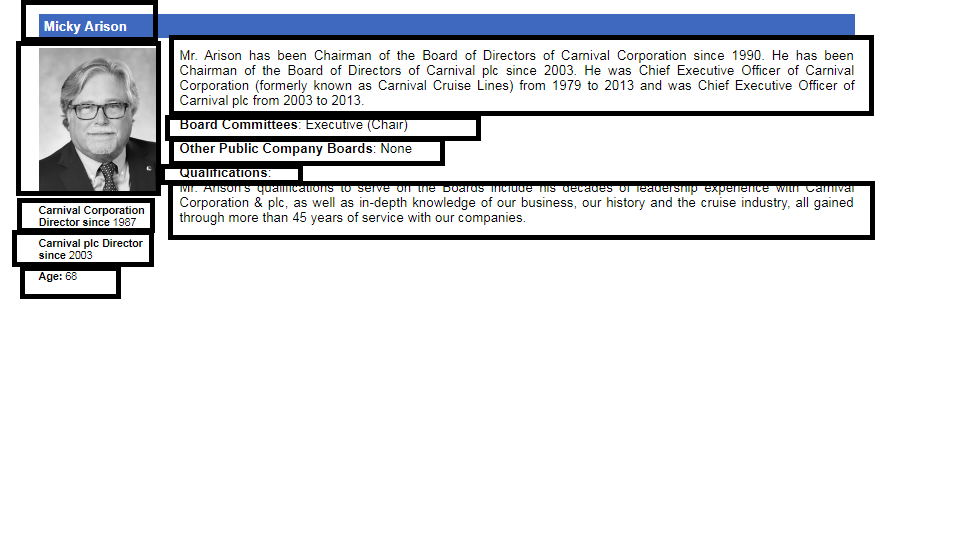 Micky Arison
Mr. Arison has been Chairman of the Board of Directors of Carnival Corporation since 1990. He has been
Chairman of the Board of Directors of Carnival plc since 2003. He was Chief Executive Officer of Carnival
Corporation (formerly known as Carnival Cruise Lines) from 1979 to 2013 and was Chief Executive Officer of
Carnival plc from 2003 to 2013.
Board Committees: Executive (Chair)
Other Public Company Boards: None
Qualifications:
Mr. Arison's qualifications to serve on the Boards include his decades of leadership experience with Carnival
Corporation & plc, as well as in-depth knowledge of our business, our history and the cruise industry, all gained
through more than 45 years of service with our companies.
Carnival Corporation
Director since 1987
Carnival plc Director
since 2003
Age: 68